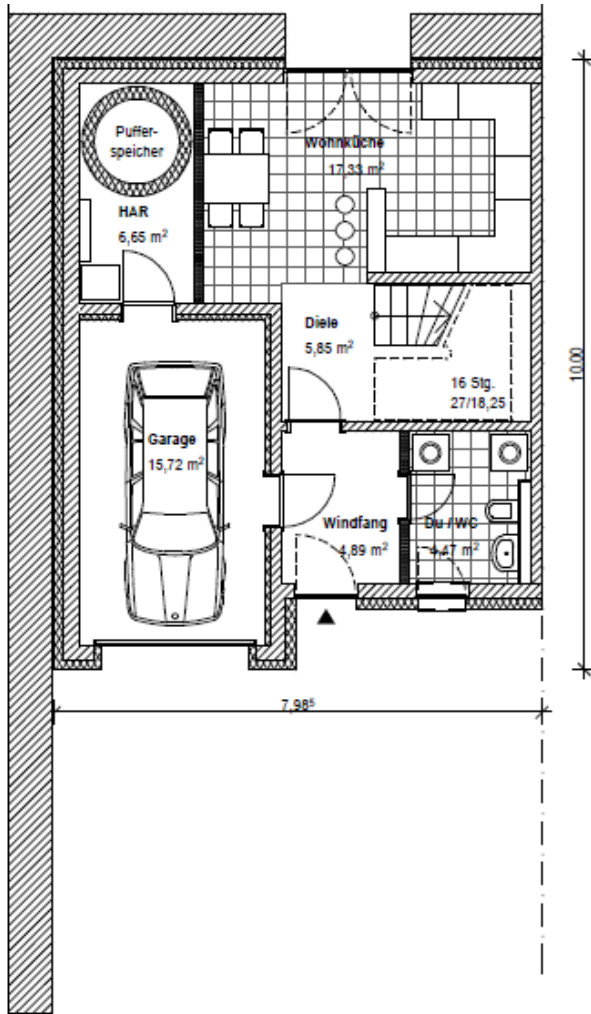 Puffer-
speicher
Wohnküche
17,33 m²
HAR
6,65 m²
Diele
5,85 m²
16 Stg.
27/18,25
10.00
Garage
15,72 m²
Windfang
4,89 m²
Du / WC
4,47 m²
7,98⁵